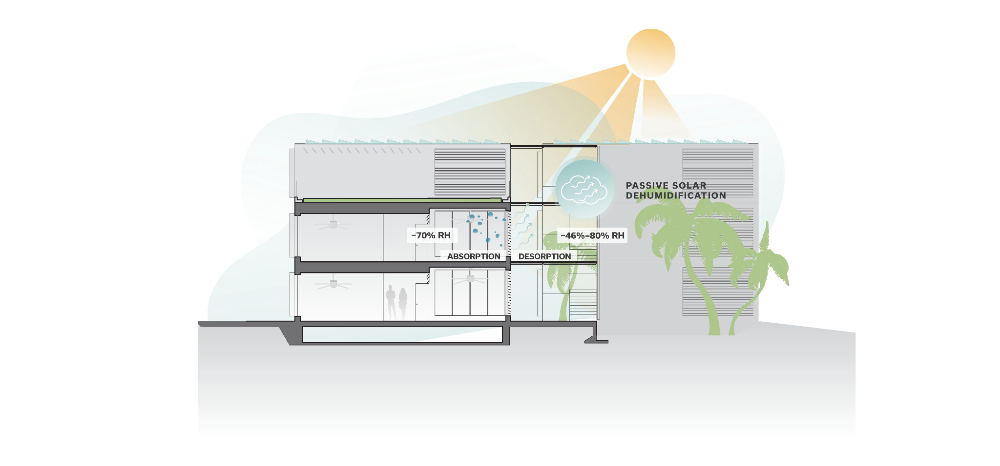 PASSIVE SOLAR
DEHUMIDIFICATION
~70% RH
~46%–80% RH
ABSORPTION
DESORPTION